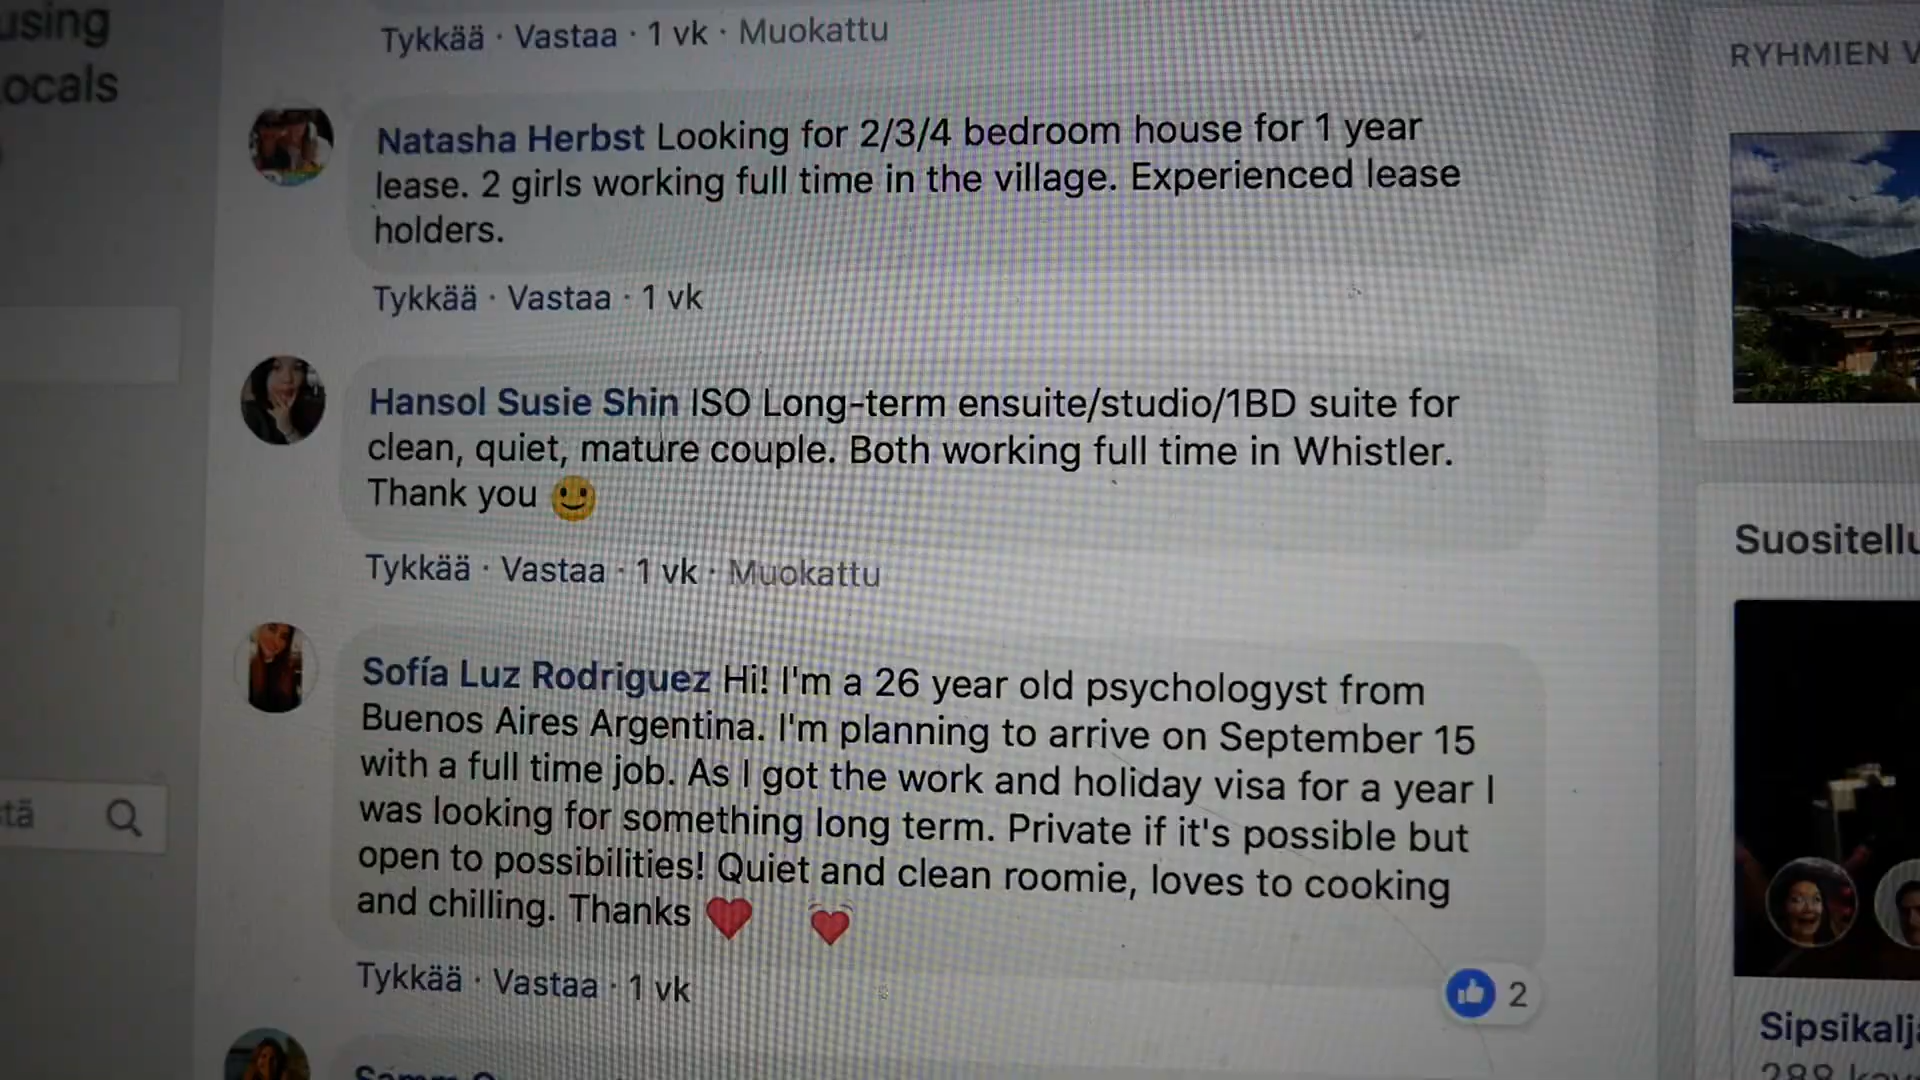 using
ocals
Tykkää · Vastaa · 1 vk · Muokattu
RYHMIEN
Natasha Herbst Looking for 2/3/4 bedroom house for 1 year
lease. 2 girls working full time in the village. Experienced lease
holders.
Tykkää · Vastaa · 1 vk
Hansol Susie Shin ISO Long-term ensuite/studio/1BD suite for
clean, quiet, mature couple. Both working full time in Whistler.
Thank you 🙂
Tykkää · Vastaa · 1 vk · Muokattu
Suositellu
Sofía Luz Rodriguez Hi! I'm a 26 year old psychologyst from
Buenos Aires Argentina. I'm planning to arrive on September 15
with a full time job. As I got the work and holiday visa for a year I
was looking for something long term. Private if it's possible but
open to possibilities! Quiet and clean roomie, loves to cooking
and chilling. Thanks ❤️ 💓
stä
Tykkää · Vastaa · 1 vk
2
Sipsikalj